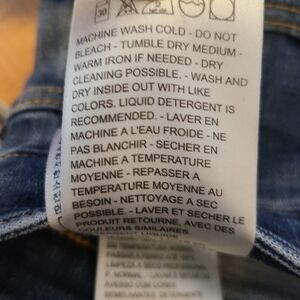 30
MACHINE WASH COLD - DO NOT
BLEACH - TUMBLE DRY MEDIUM -
WARM IRON IF NEEDED - DRY
CLEANING POSSIBLE. - WASH AND
DRY INSIDE OUT WITH LIKE
COLORS. LIQUID DETERGENT IS
RECOMMENDED. - LAVER EN
MACHINE A L'EAU FROIDE - NE
PAS BLANCHIR - SECHER EN
MACHINE A TEMPERATURE
MOYENNE - REPASSER A
TEMPERATURE MOYENNE AU
BESOIN - NETTOYAGE A SEC
POSSIBLE. - LAVER ET SECHER LE
PRODUIT RETOURNE, AVEC DES
COULEURS SIMILAIRES